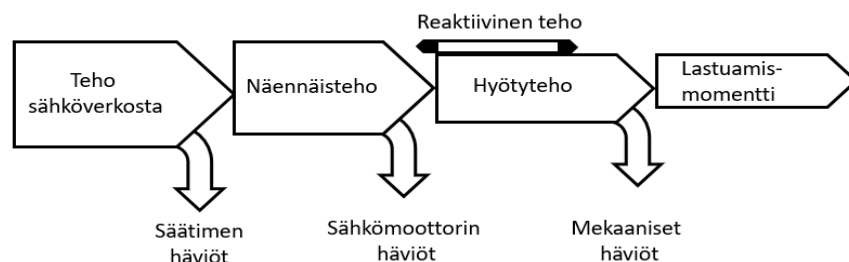 Reaktiivinen teho
Teho
sähköverkosta
Näennäisteho
Hyötyteho
Lastuamis-
momentti
Säätimen
häviöt
Sähkömoottorin
häviöt
Mekaaniset
häviöt